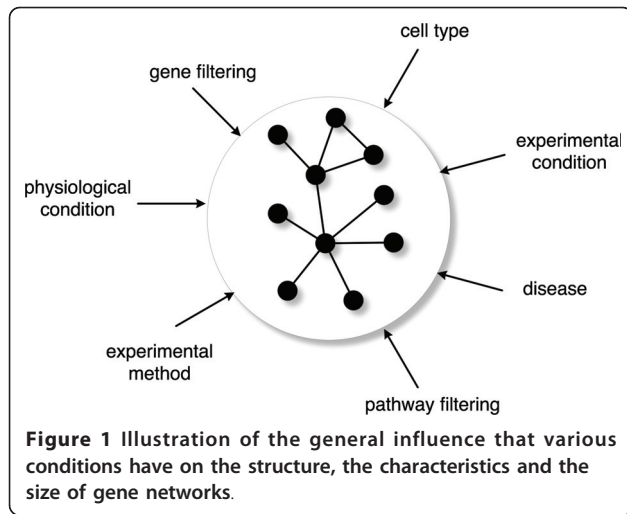 cell type
gene filtering
experimental
condition
physiological
condition
disease
experimental
method
pathway filtering
Figure 1 Illustration of the general influence that various
conditions have on the structure, the characteristics and the
size of gene networks.